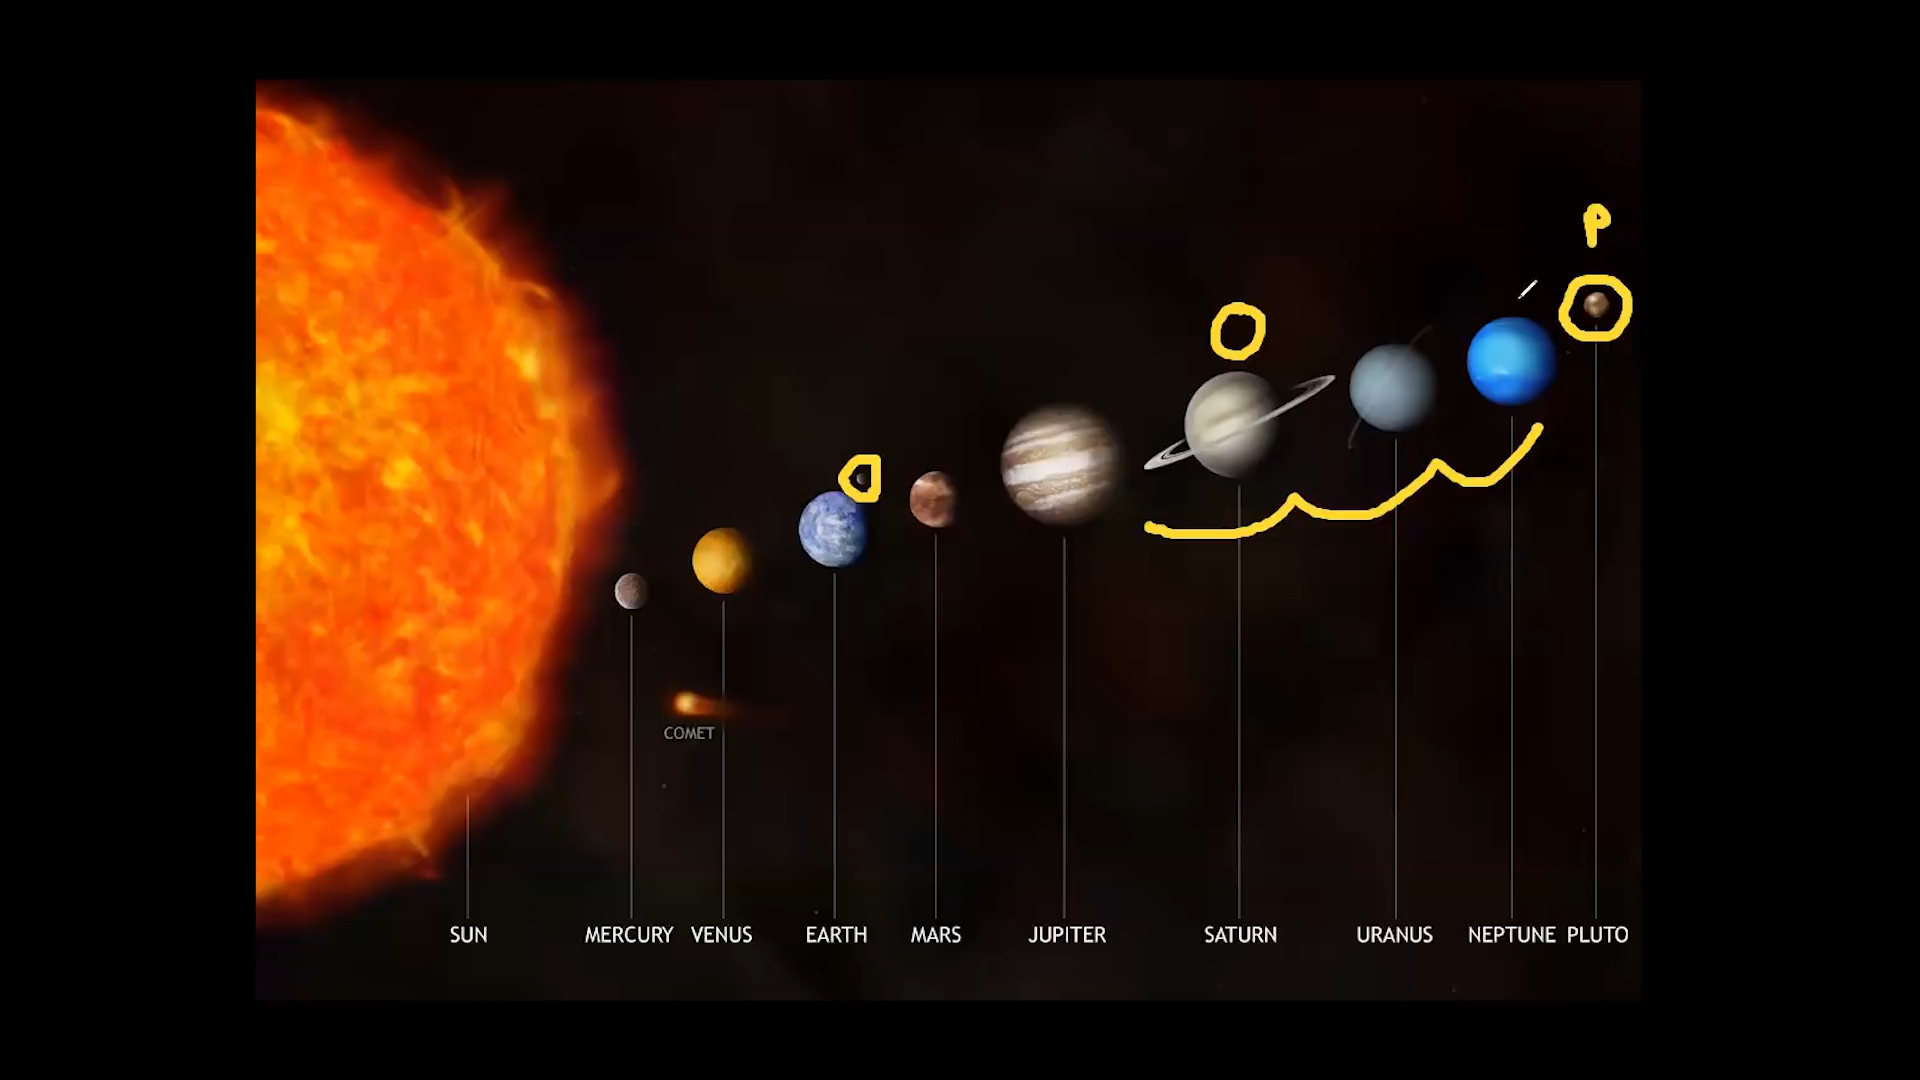 P
COMET
SUN MERCURY VENUS EARTH MARS JUPITER SATURN URANUS NEPTUNE PLUTO